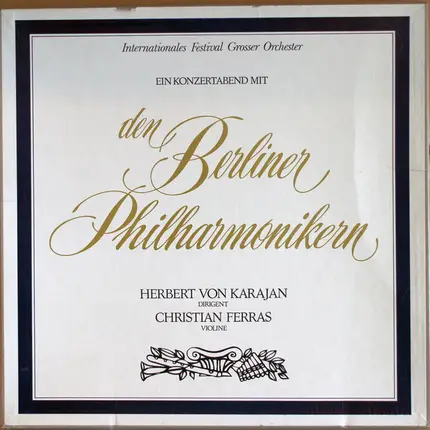 Internationales Festival Grosser Orchester
EIN KONZERTABEND MIT
den Berliner
Philharmonikern
HERBERT VON KARAJAN
DIRIGENT
CHRISTIAN FERRAS
VIOLINE